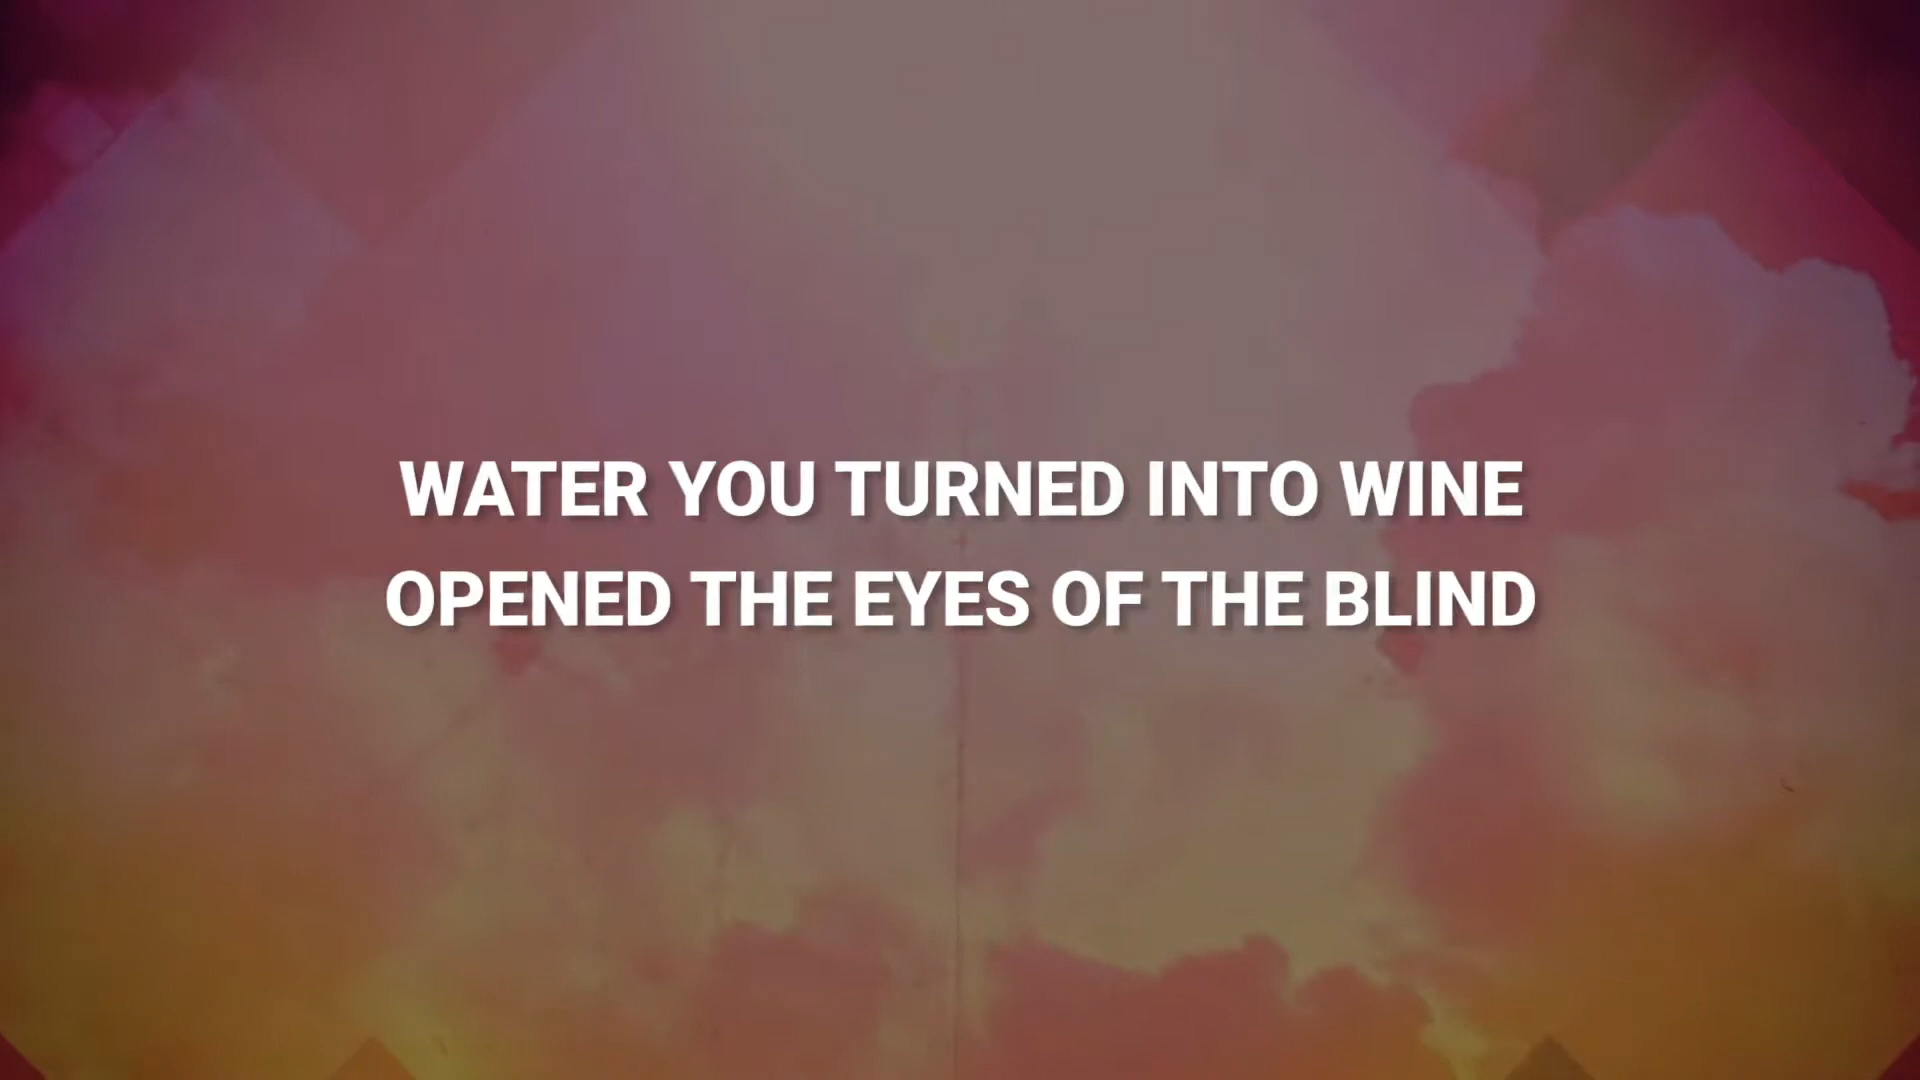 WATER YOU TURNED INTO WINE
OPENED THE EYES OF THE BLIND